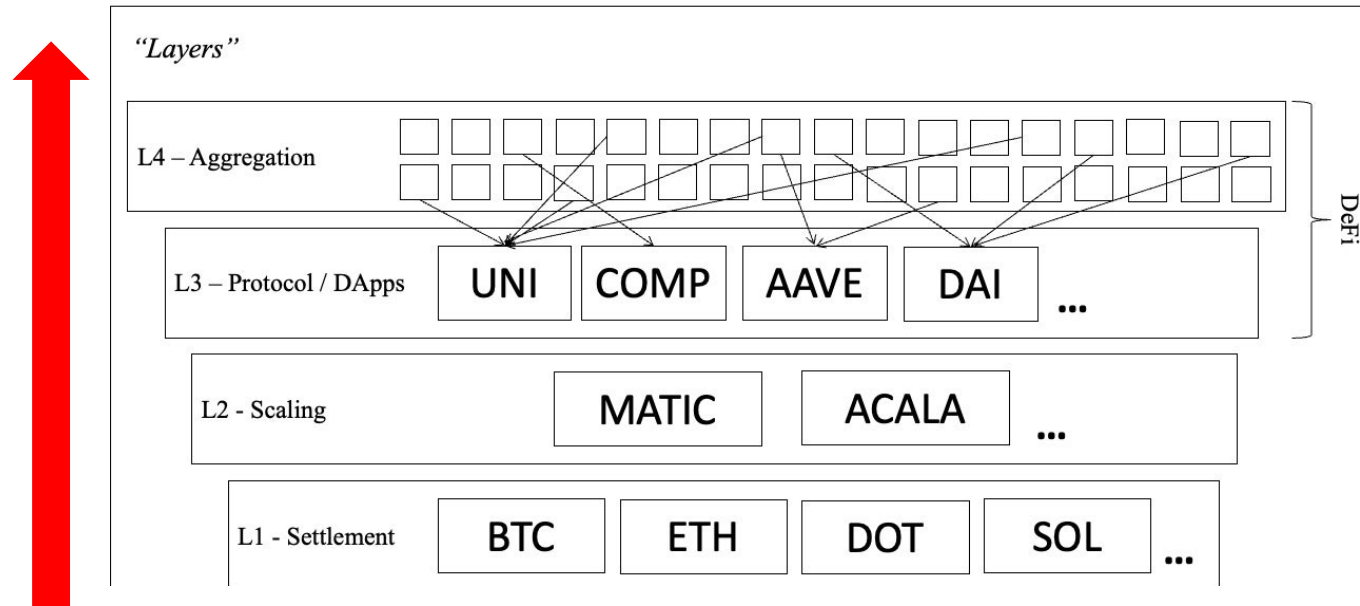 “Layers”
L4 – Aggregation
DeFi
L3 – Protocol / DApps
UNI
COMP
AAVE
DAI
...
L2 - Scaling
MATIC
ACALA
...
L1 - Settlement
BTC
ETH
DOT
SOL
...